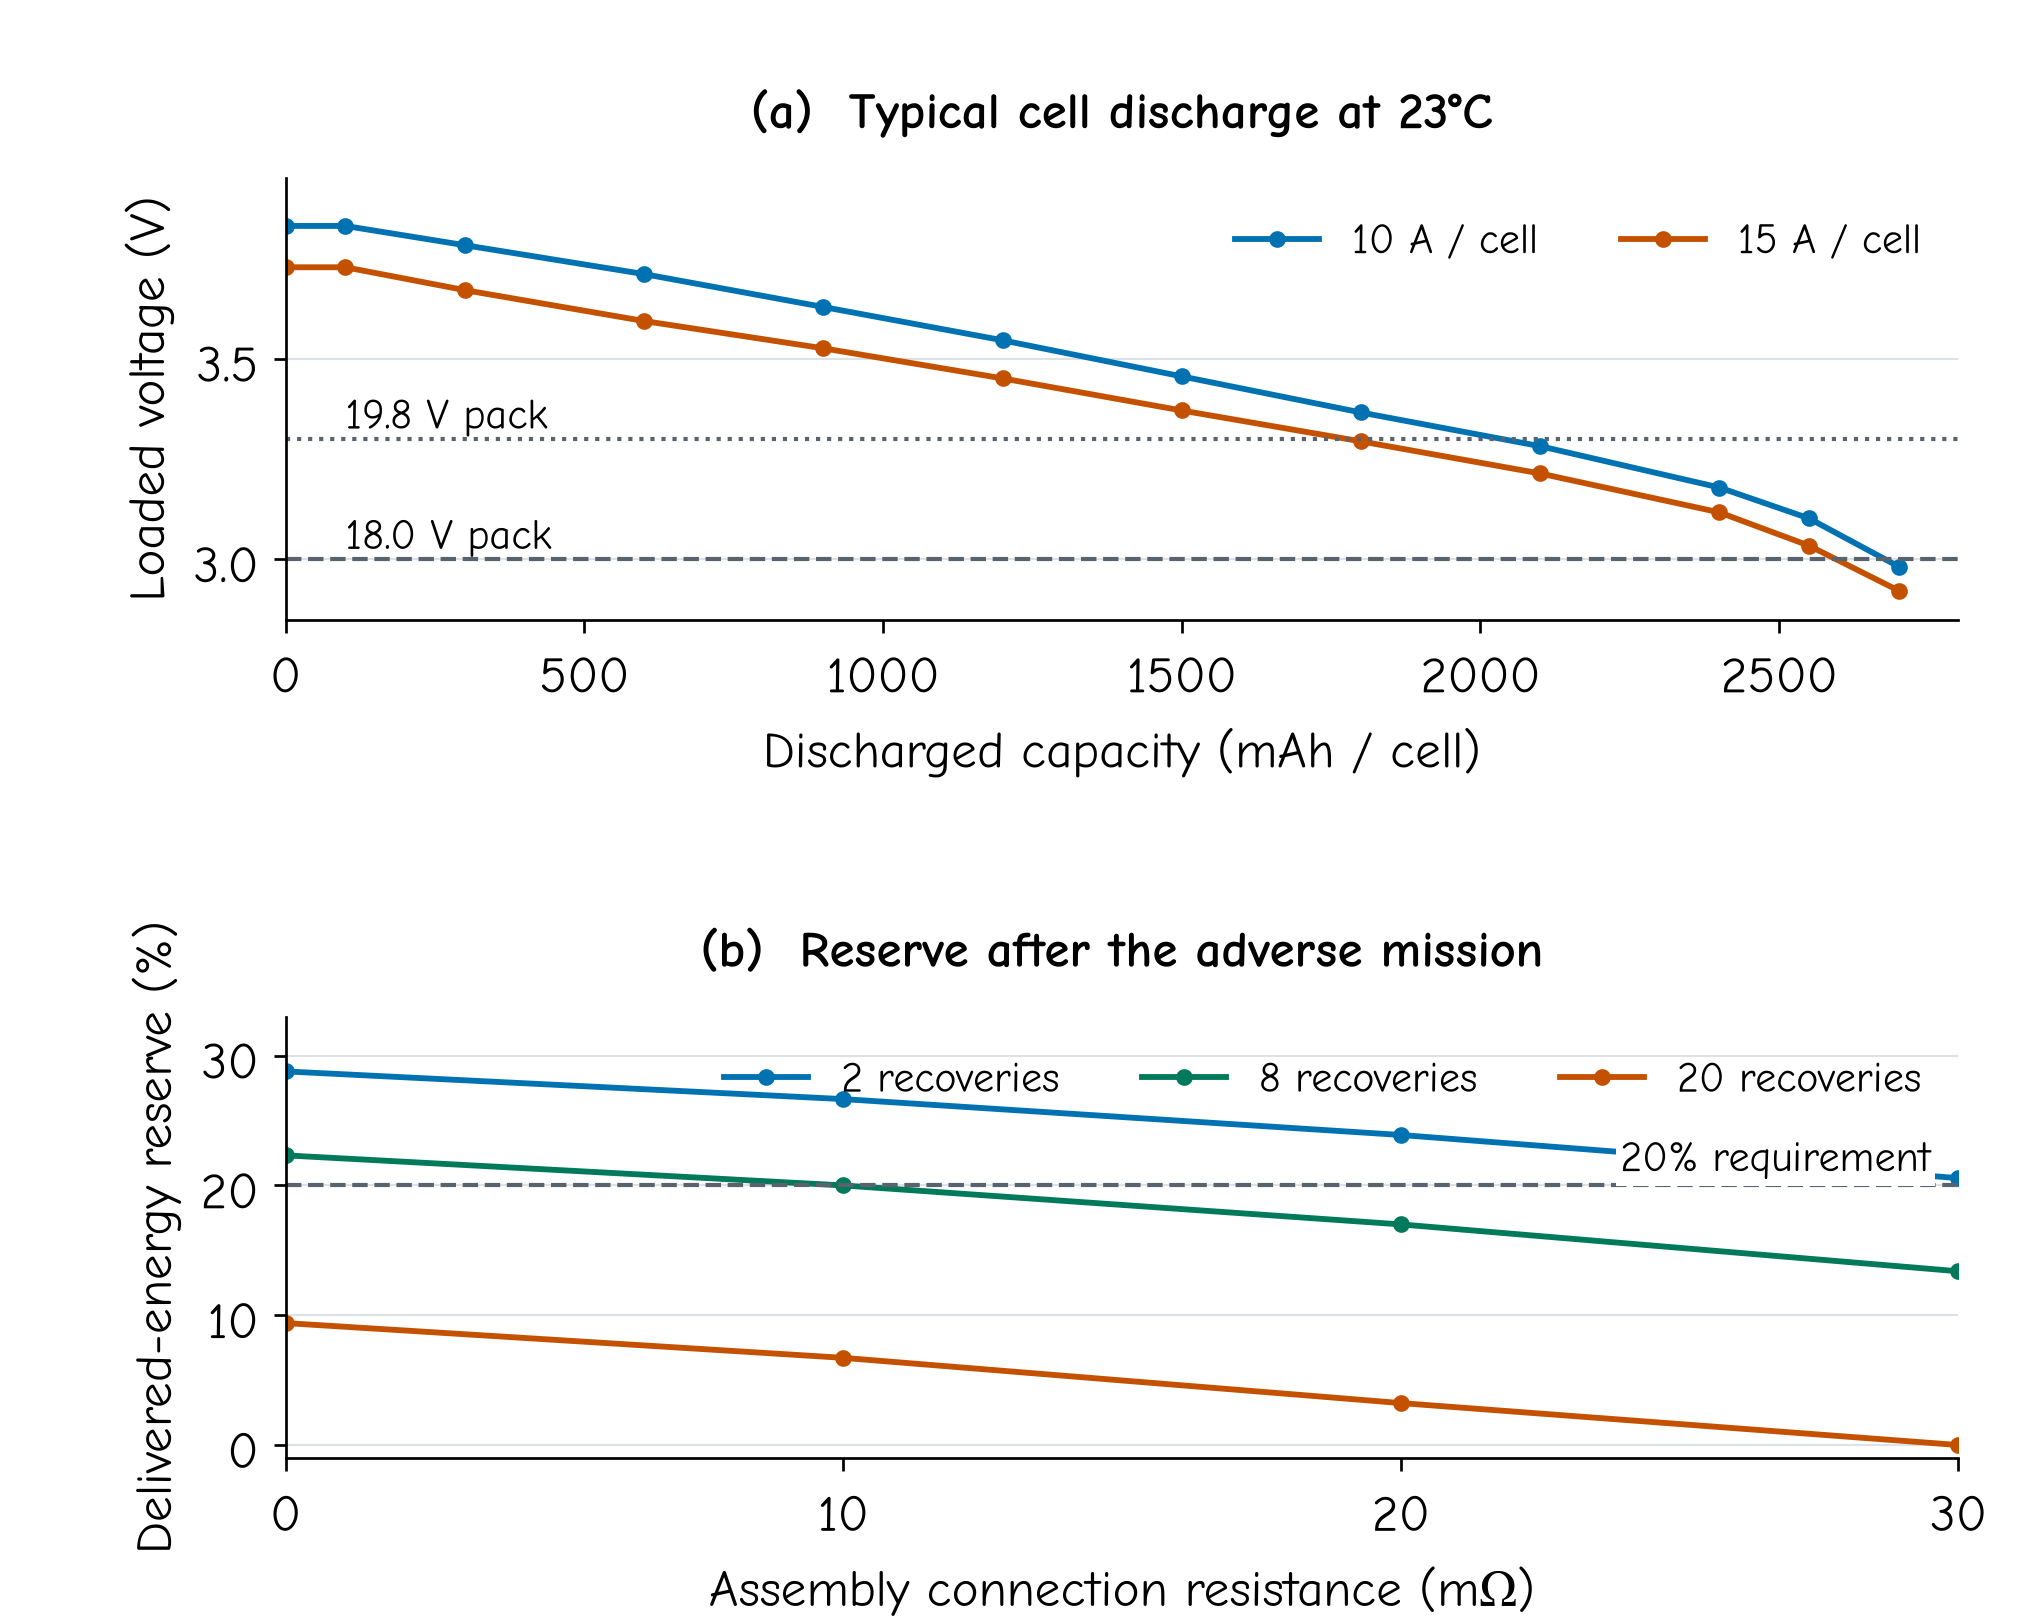 (a) Typical cell discharge at 23°C
Loaded voltage (V)
10 A / cell
15 A / cell
3.5
19.8 V pack
18.0 V pack
3.0
0 500 1000 1500 2000 2500
Discharged capacity (mAh / cell)
(b) Reserve after the adverse mission
Delivered-energy reserve (%)
30
2 recoveries
8 recoveries
20 recoveries
20% requirement
20
10
0
0 10 20 30
Assembly connection resistance (mΩ)